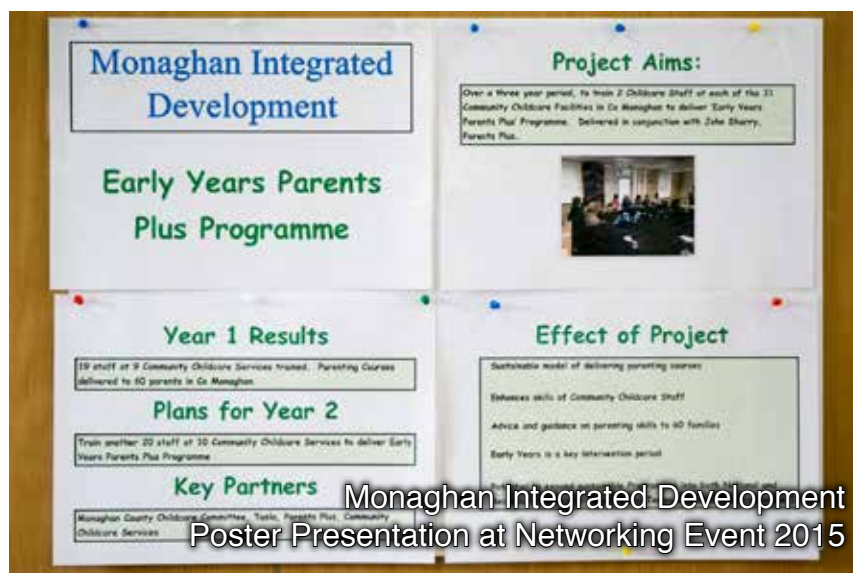 Monaghan Integrated
Development
Early Years Parents
Plus Programme
Project Aims:
Over a three year period, to train 2 Childcare Staff at each of the 31
Community Childcare Facilities in Co Monaghan to deliver 'Early Years
Parents Plus' Programme. Delivered in conjunction with John Sharry,
Parents Plus.
Year 1 Results
19 staff at 9 Community Childcare Services trained. Parenting Courses
delivered to 60 parents in Co Monaghan
Plans for Year 2
Train another 20 staff at 10 Community Childcare Services to deliver Early
Years Parents Plus Programme
Key Partners
Monaghan County Childcare Committee, Tusla, Parents Plus, Community
Childcare Services
Effect of Project
Sustainable model of delivering parenting courses
Enhances skills of Community Childcare Staff
Advice and guidance on parenting skills to 60 families
Early Years is a key intervention period
Monaghan Integrated Development
Poster Presentation at Networking Event 2015